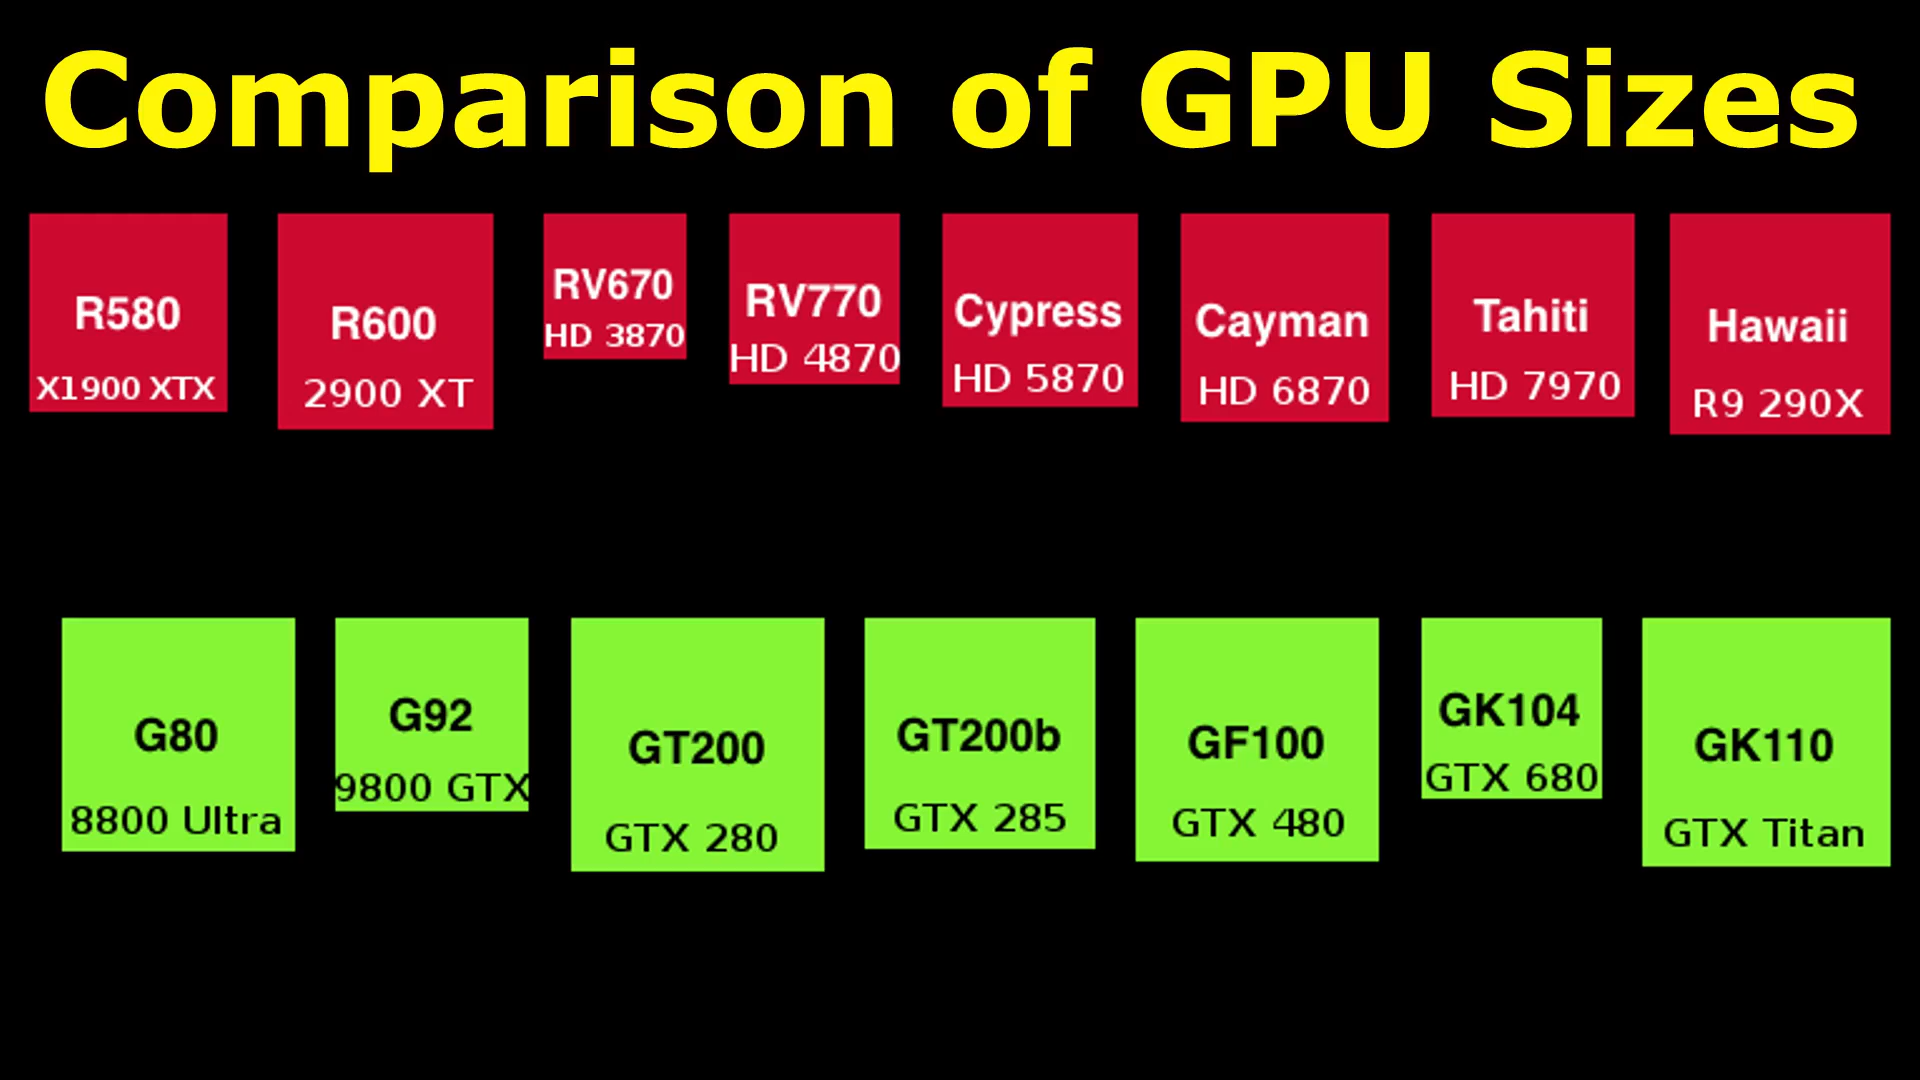 Comparison of GPU Sizes
R580
X1900 XTX
R600
2900 XT
RV670
HD 3870
RV770
HD 4870
Cypress
HD 5870
Cayman
HD 6870
Tahiti
HD 7970
Hawaii
R9 290X
G80
8800 Ultra
G92
9800 GTX
GT200
GTX 280
GT200b
GTX 285
GF100
GTX 480
GK104
GTX 680
GK110
GTX Titan